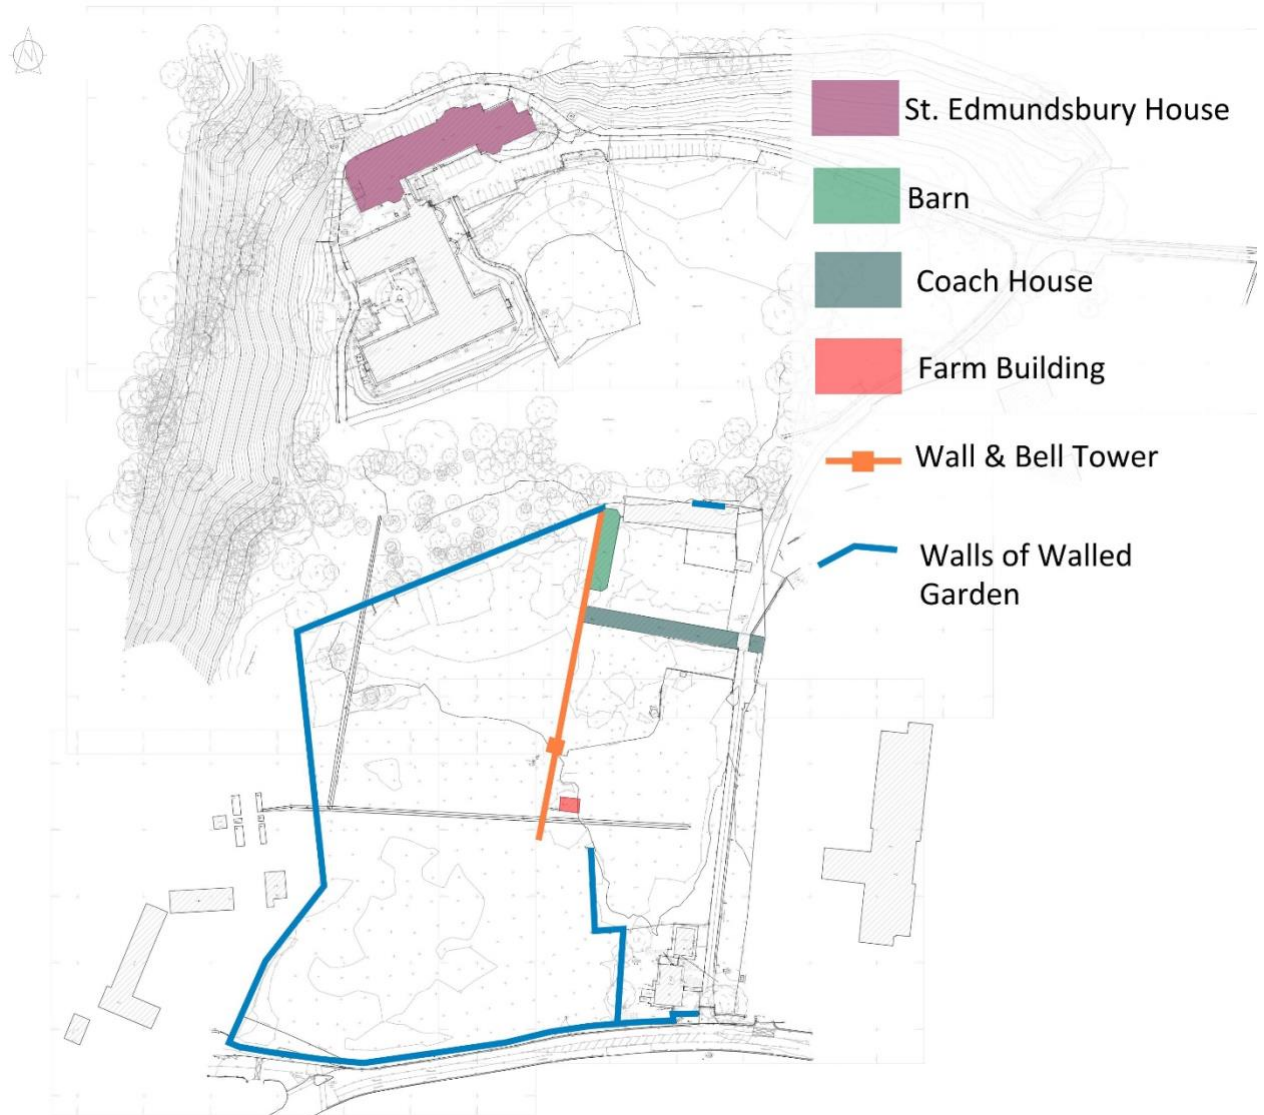 N
St. Edmundsbury House
Barn
Coach House
Farm Building
Wall & Bell Tower
Walls of Walled
Garden